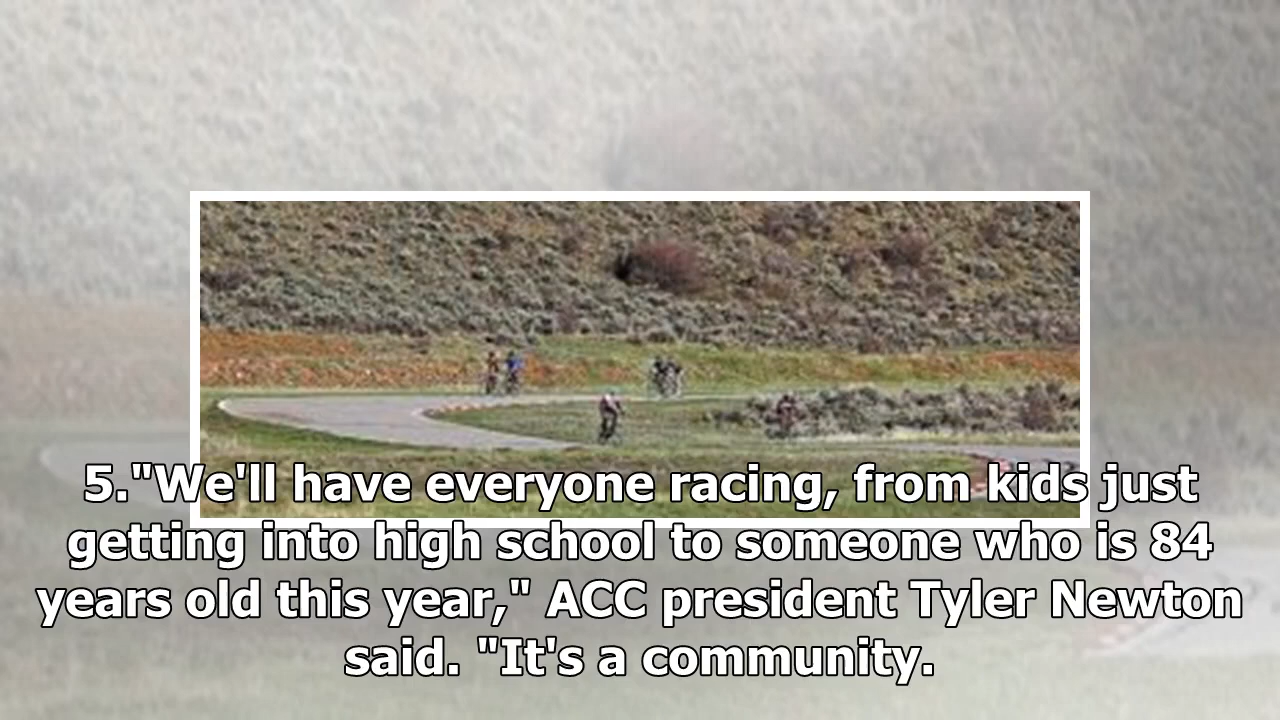 5."We'll have everyone racing, from kids just
getting into high school to someone who is 84
years old this year," ACC president Tyler Newton
said. "It's a community.